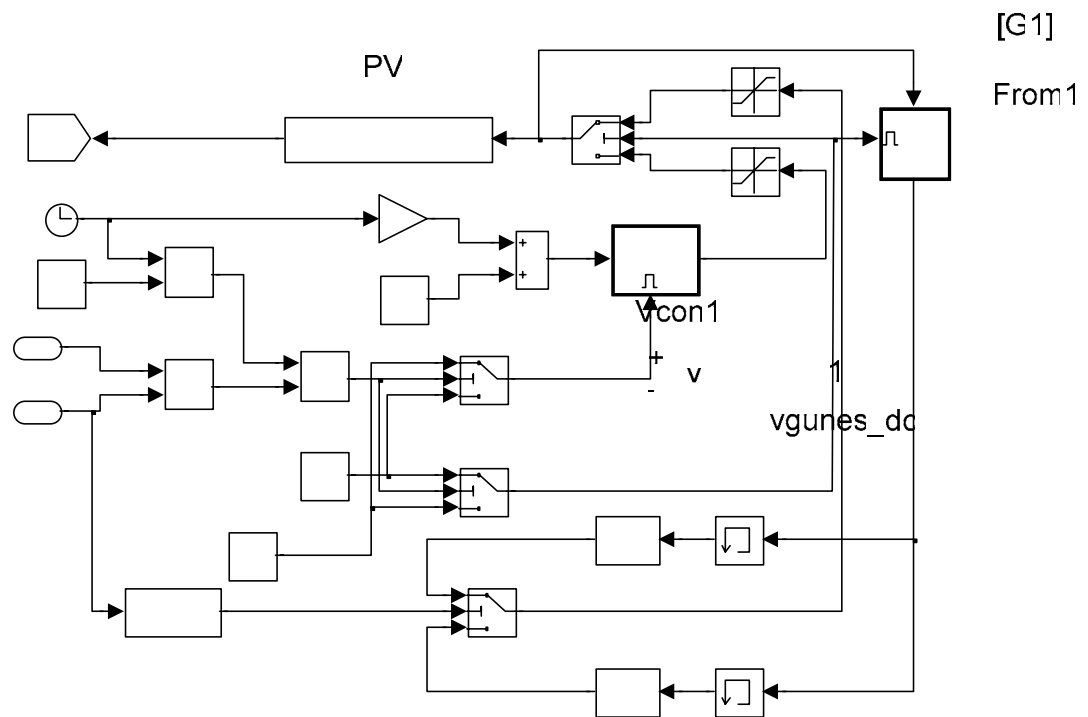 [G1]
PV
From1
+
+
Vcon1
+
v
1
-
vgunes_dc